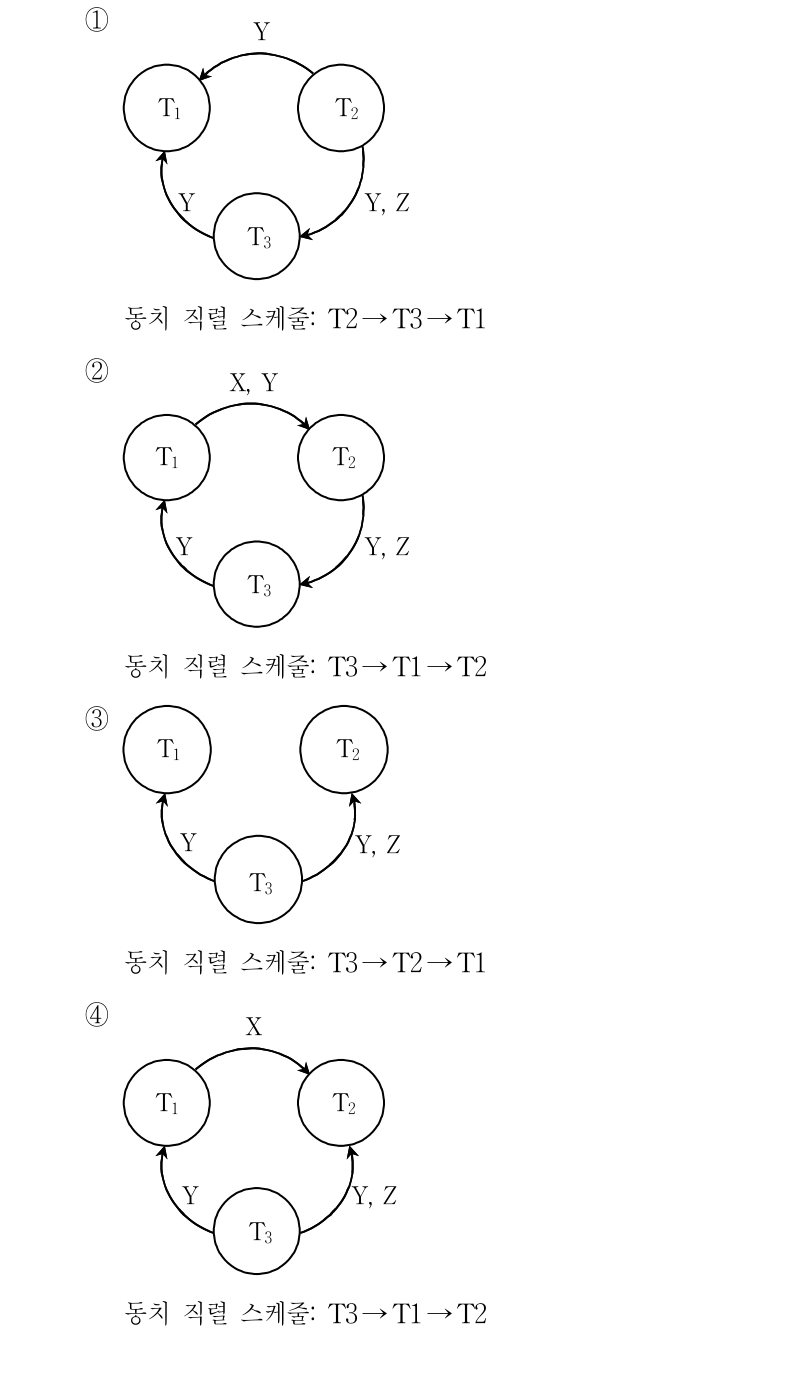 ①
Y
T₁
T₂
Y
Y, Z
T₃
동치 직렬 스케줄: T2→T3→T1
②
X, Y
T₁
T₂
Y
Y, Z
T₃
동치 직렬 스케줄: T3→T1→T2
③
T₁
T₂
Y
Y, Z
T₃
동치 직렬 스케줄: T3→T2→T1
④
X
T₁
T₂
Y
Y, Z
T₃
동치 직렬 스케줄: T3→T1→T2